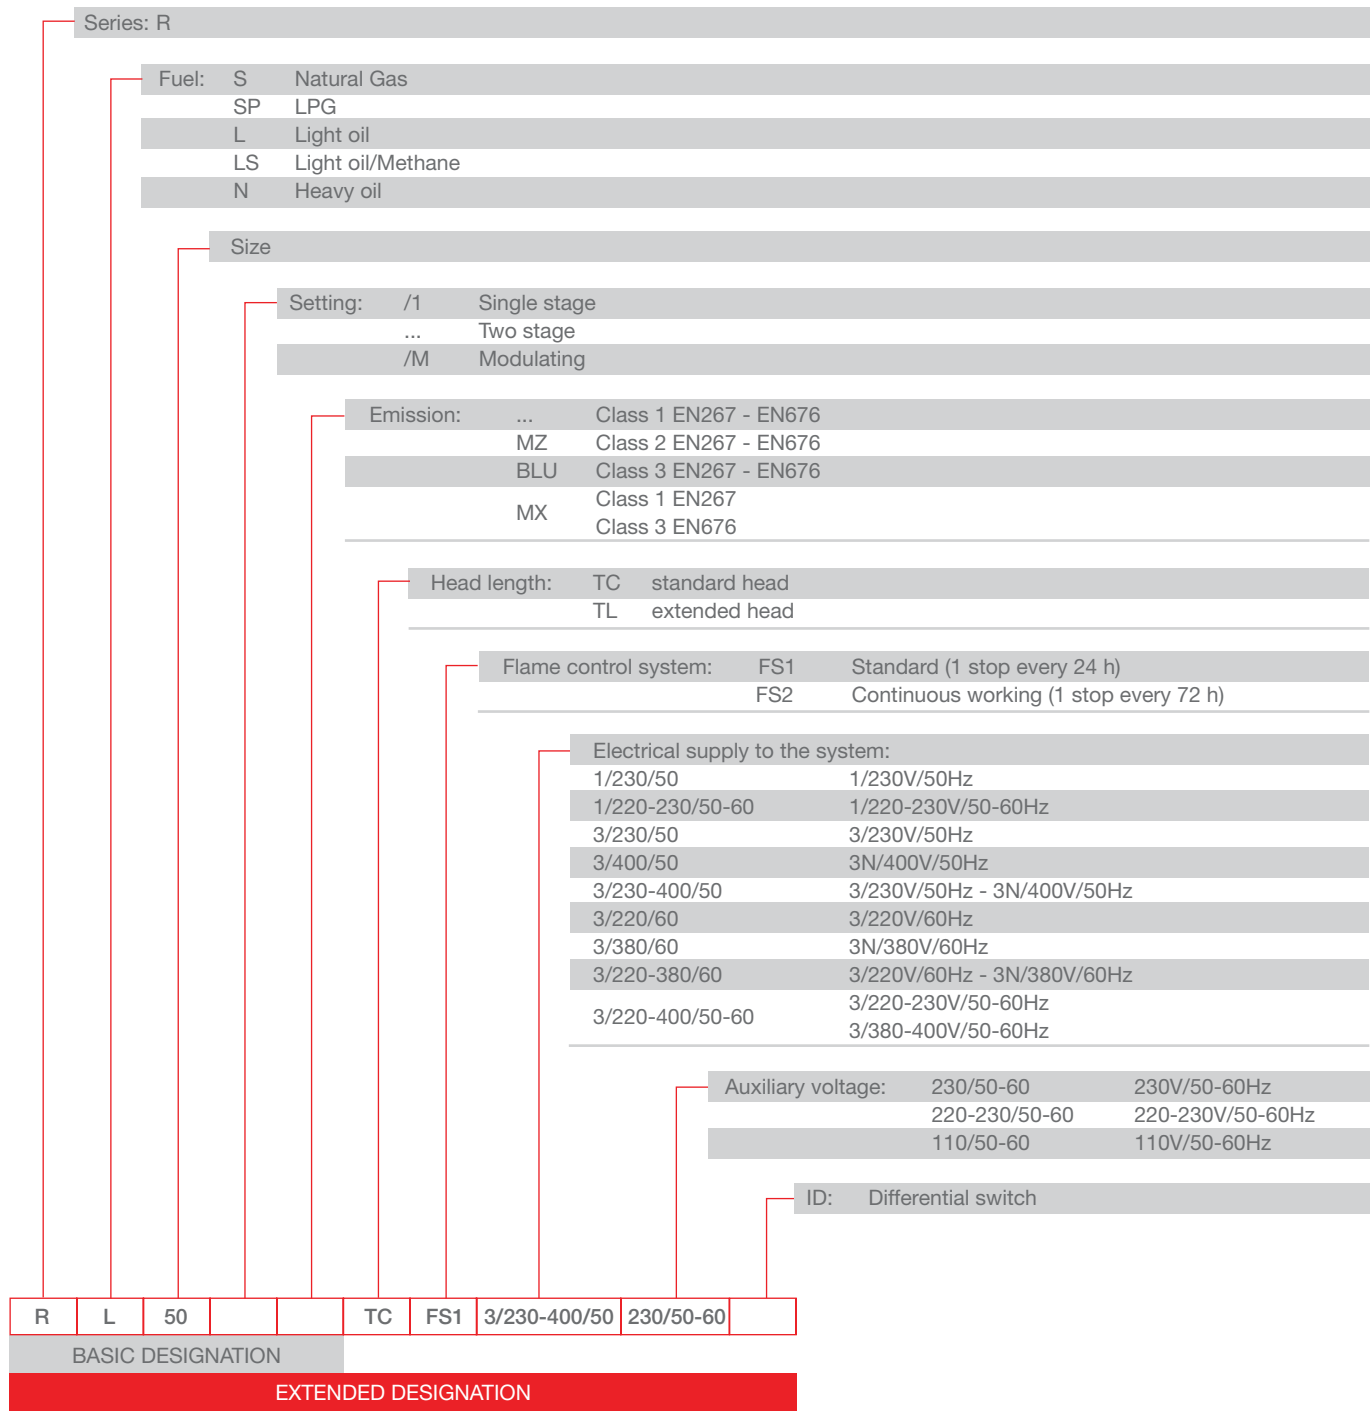 Series: R
Fuel: S Natural Gas
SP LPG
L Light oil
LS Light oil/Methane
N Heavy oil
Size
Setting: /1 Single stage
... Two stage
/M Modulating
Emission: ... Class 1 EN267 - EN676
MZ Class 2 EN267 - EN676
BLU Class 3 EN267 - EN676
MX Class 1 EN267
Class 3 EN676
Head length: TC standard head
TL extended head
Flame control system: FS1 Standard (1 stop every 24 h)
FS2 Continuous working (1 stop every 72 h)
Electrical supply to the system:
1/230/50 1/230V/50Hz
1/220-230/50-60 1/220-230V/50-60Hz
3/230/50 3/230V/50Hz
3/400/50 3N/400V/50Hz
3/230-400/50 3/230V/50Hz - 3N/400V/50Hz
3/220/60 3/220V/60Hz
3/380/60 3N/380V/60Hz
3/220-380/60 3/220V/60Hz - 3N/380V/60Hz
3/220-400/50-60 3/220-230V/50-60Hz
3/380-400V/50-60Hz
Auxiliary voltage: 230/50-60 230V/50-60Hz
220-230/50-60 220-230V/50-60Hz
110/50-60 110V/50-60Hz
ID: Differential switch
R L 50 TC FS1 3/230-400/50 230/50-60
BASIC DESIGNATION
EXTENDED DESIGNATION